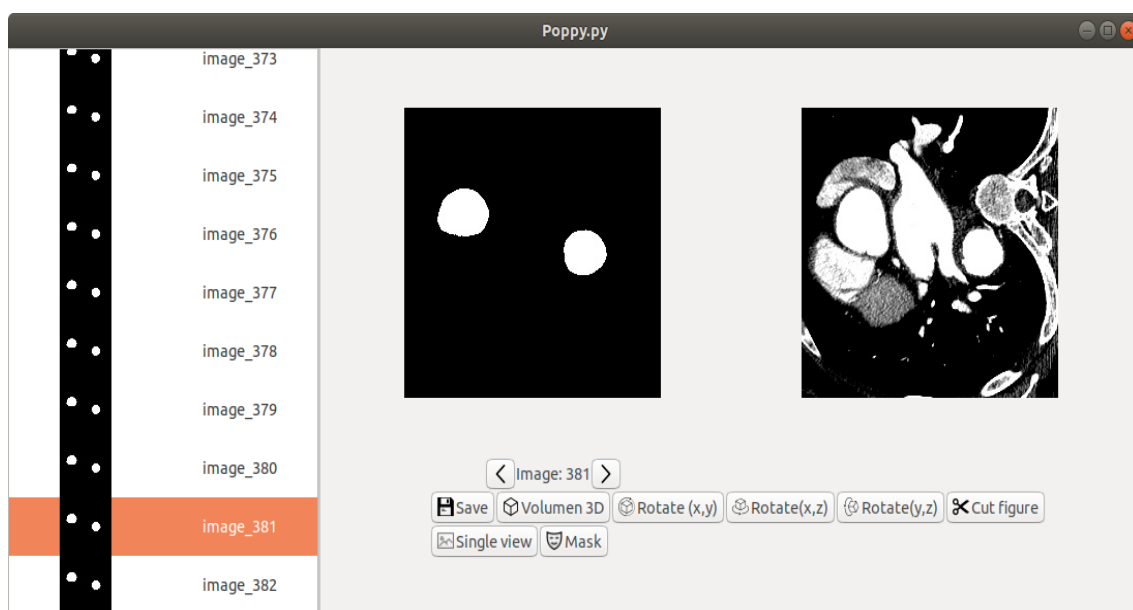 Poppy.py
image_373
image_374
image_375
image_376
image_377
image_378
image_379
image_380
image_381
image_382
Image: 381
Save Volumen 3D Rotate (x,y) Rotate(x,z) Rotate(y,z) Cut figure
Single view Mask